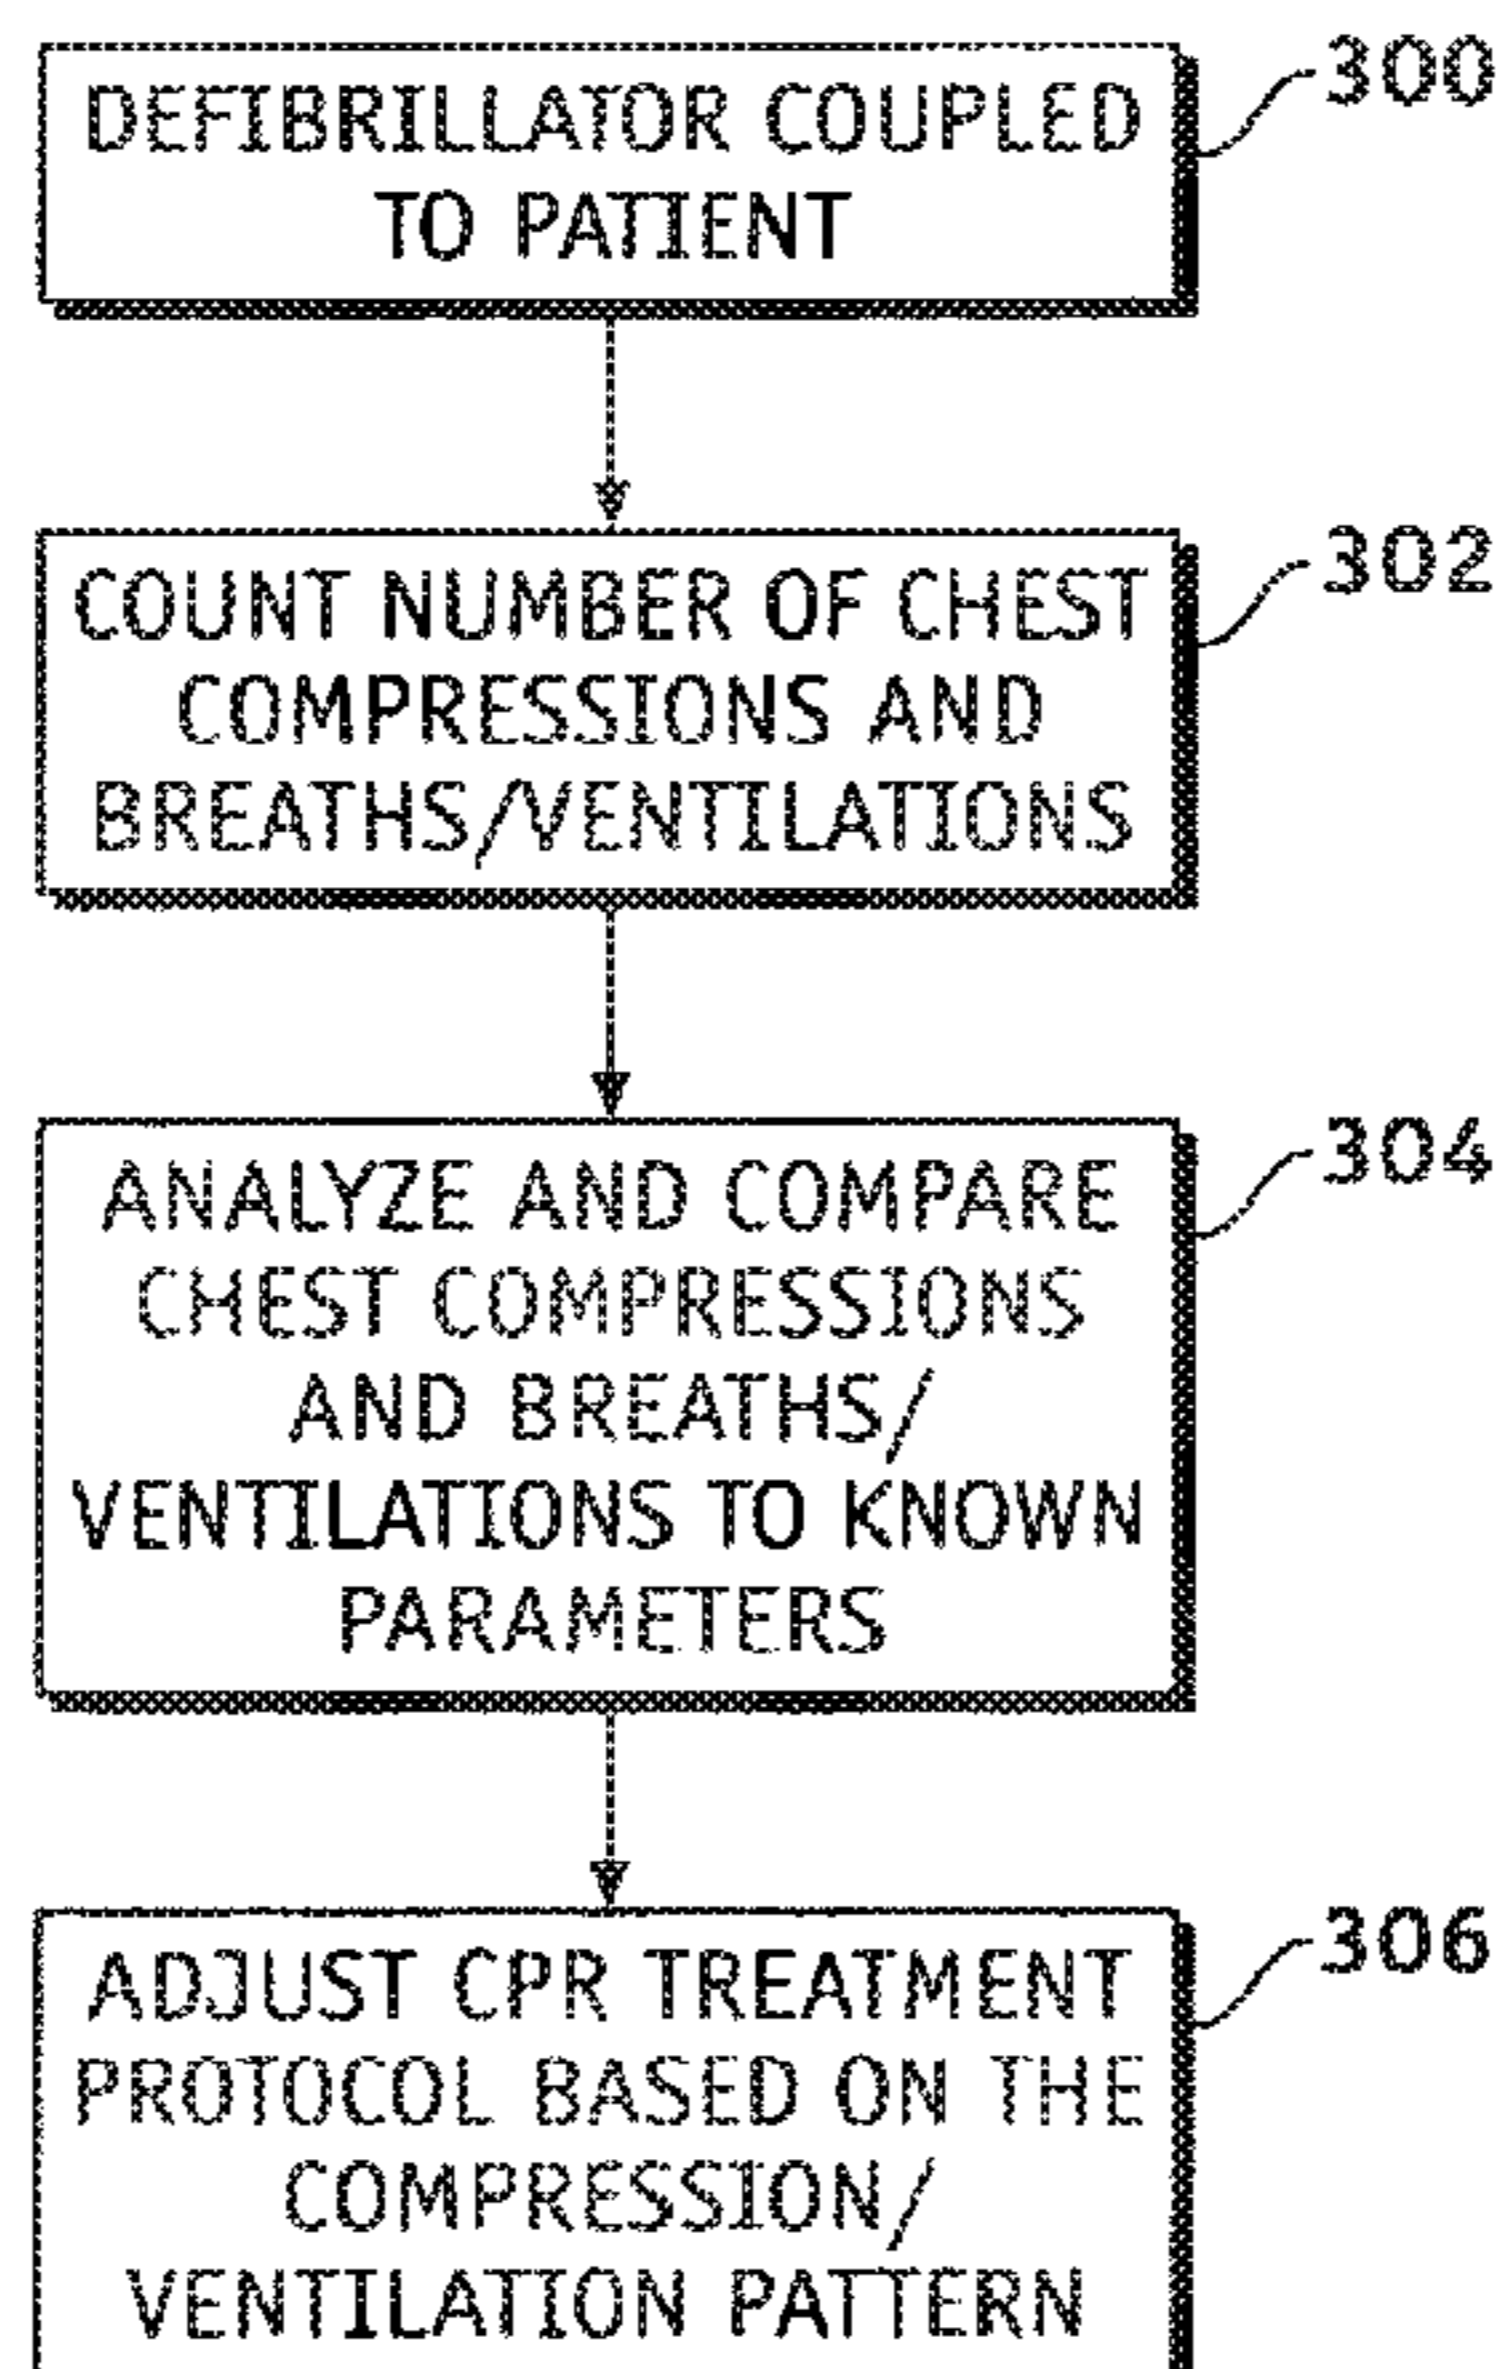 300
DEFIBRILLATOR COUPLED
TO PATIENT
302
COUNT NUMBER OF CHEST
COMPRESSIONS AND
BREATHS/VENTILATIONS
304
ANALYZE AND COMPARE
CHEST COMPRESSIONS
AND BREATHS/
VENTILATIONS TO KNOWN
PARAMETERS
306
ADJUST CPR TREATMENT
PROTOCOL BASED ON THE
COMPRESSION/
VENTILATION PATTERN